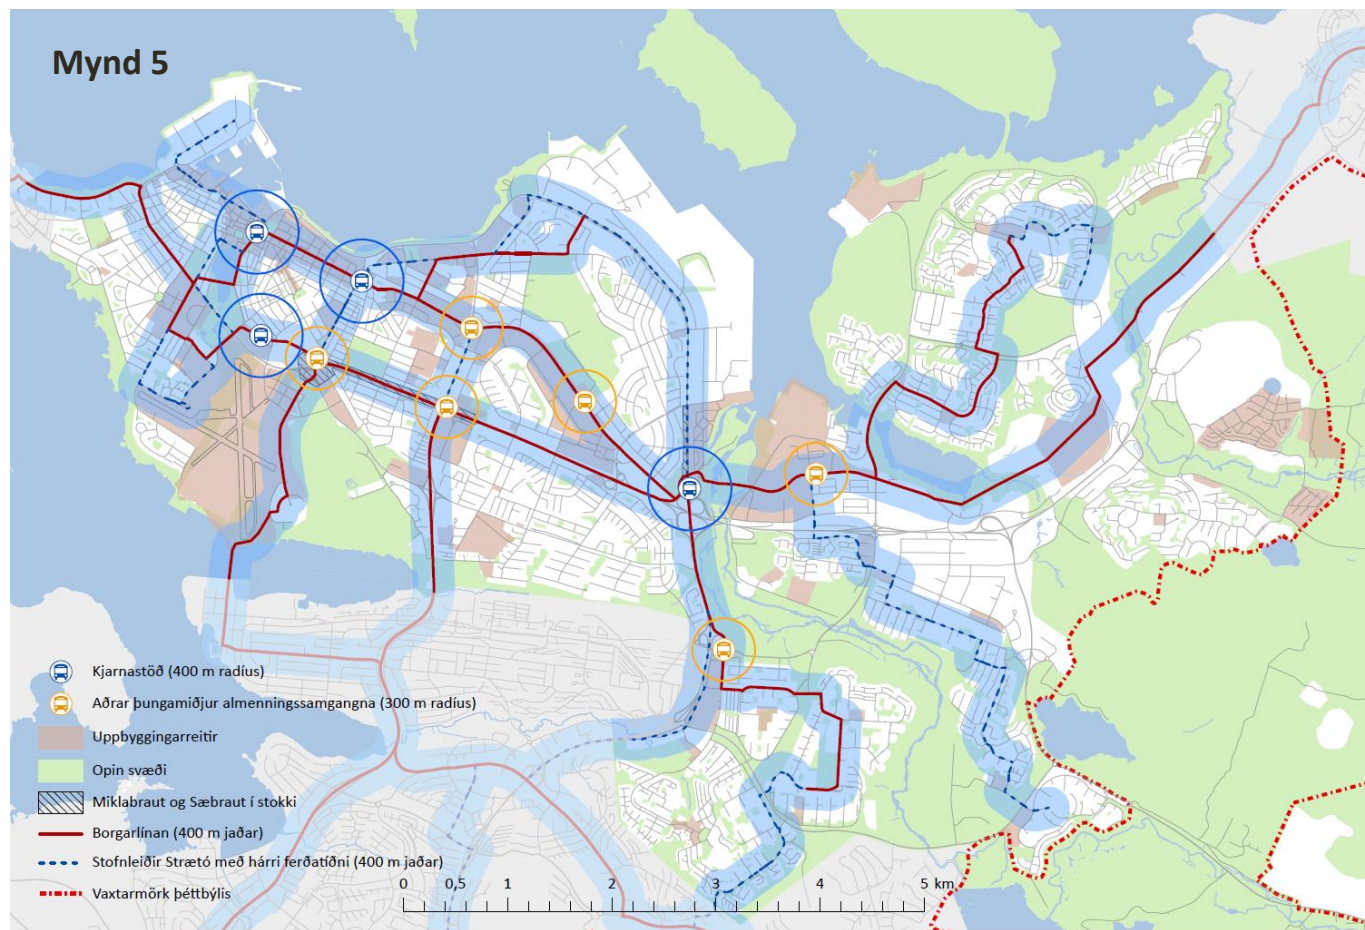 Mynd 5
Kjarnastöð (400 m radíus)
Aðrar þungamiðjur almenningssamgangna (300 m radíus)
Uppbyggingarreitir
Opin svæði
Miklabraut og Sæbraut í stokki
Borgarlínan (400 m jaðar)
Stofnleiðir Strætó með hárri ferðatíðni (400 m jaðar)
Vaxtarmörk þéttbýlis
0 0,5 1 2 3 4 5 km